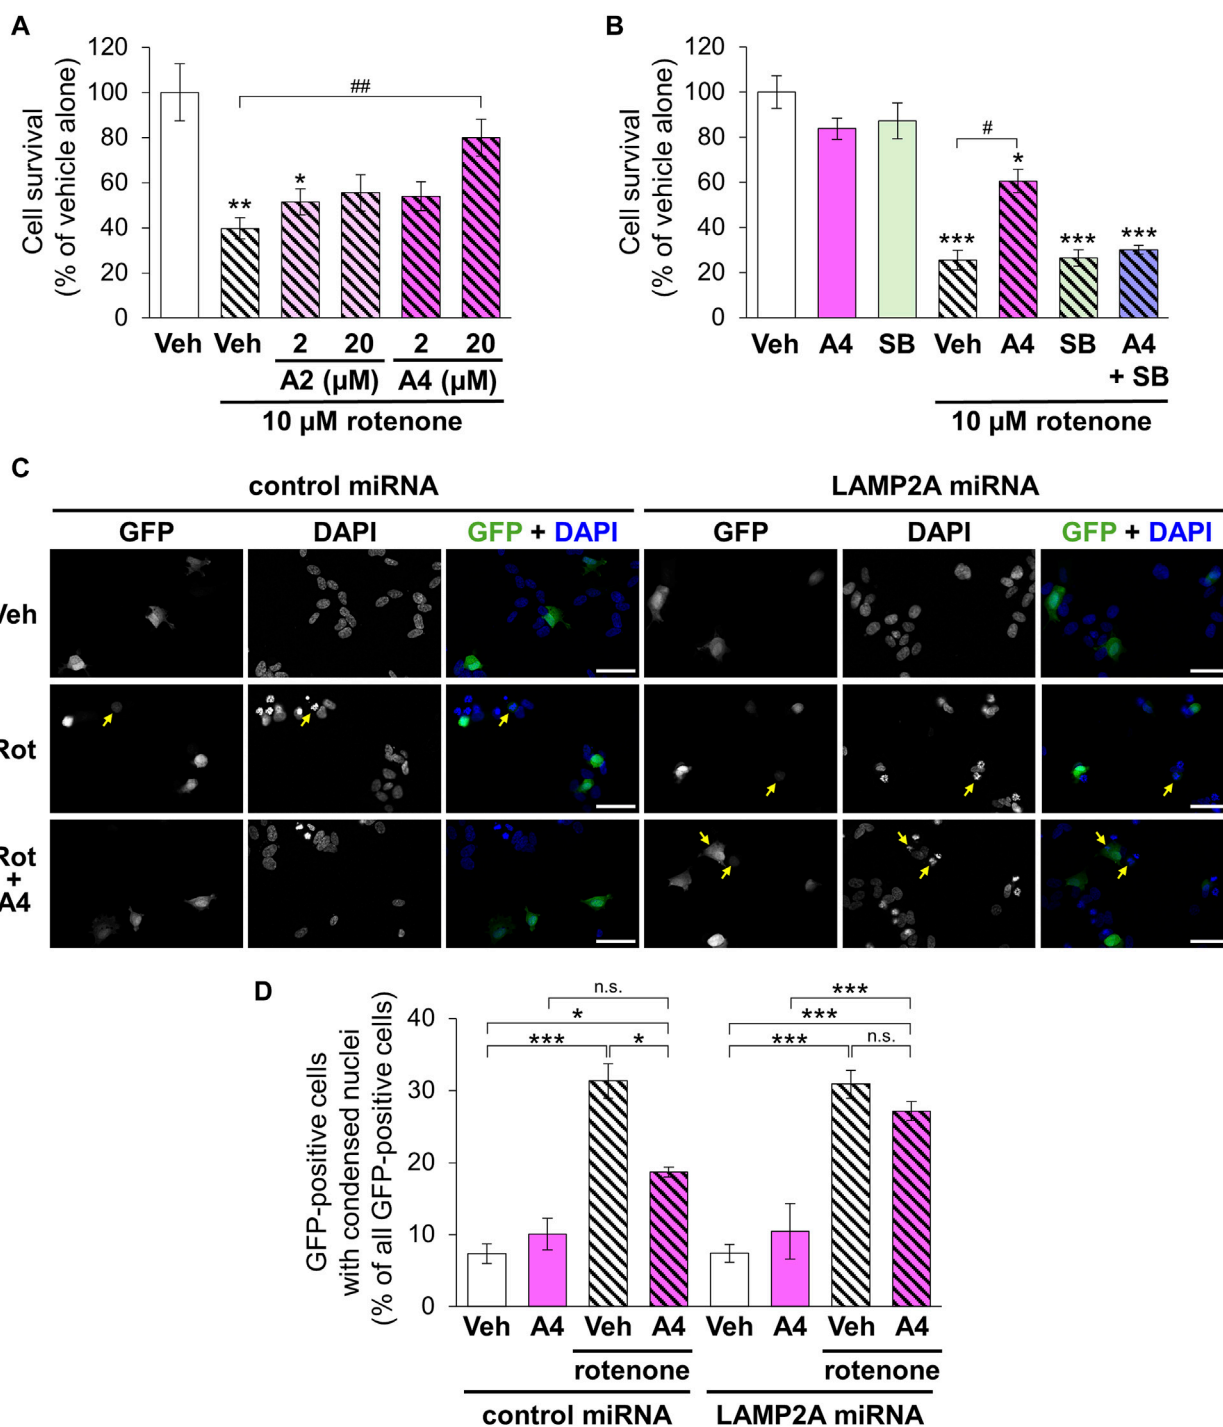 A
Cell survival
(% of vehicle alone)
120
100
80
60
40
20
0
##
**
*
Veh Veh 2 20 2 20
A2 (μM) A4 (μM)
10 μM rotenone
B
Cell survival
(% of vehicle alone)
120
100
80
60
40
20
0
#
***
*
***
***
Veh A4 SB Veh A4 SB A4
+ SB
10 μM rotenone
C
control miRNA LAMP2A miRNA
GFP DAPI GFP + DAPI GFP DAPI GFP + DAPI
Veh
Rot
Rot
+
A4
D
GFP-positive cells
with condensed nuclei
(% of all GFP-positive cells)
40
30
20
10
0
n.s.
*
***
*
***
***
***
n.s.
Veh A4 Veh A4 Veh A4 Veh A4
rotenone rotenone
control miRNA LAMP2A miRNA